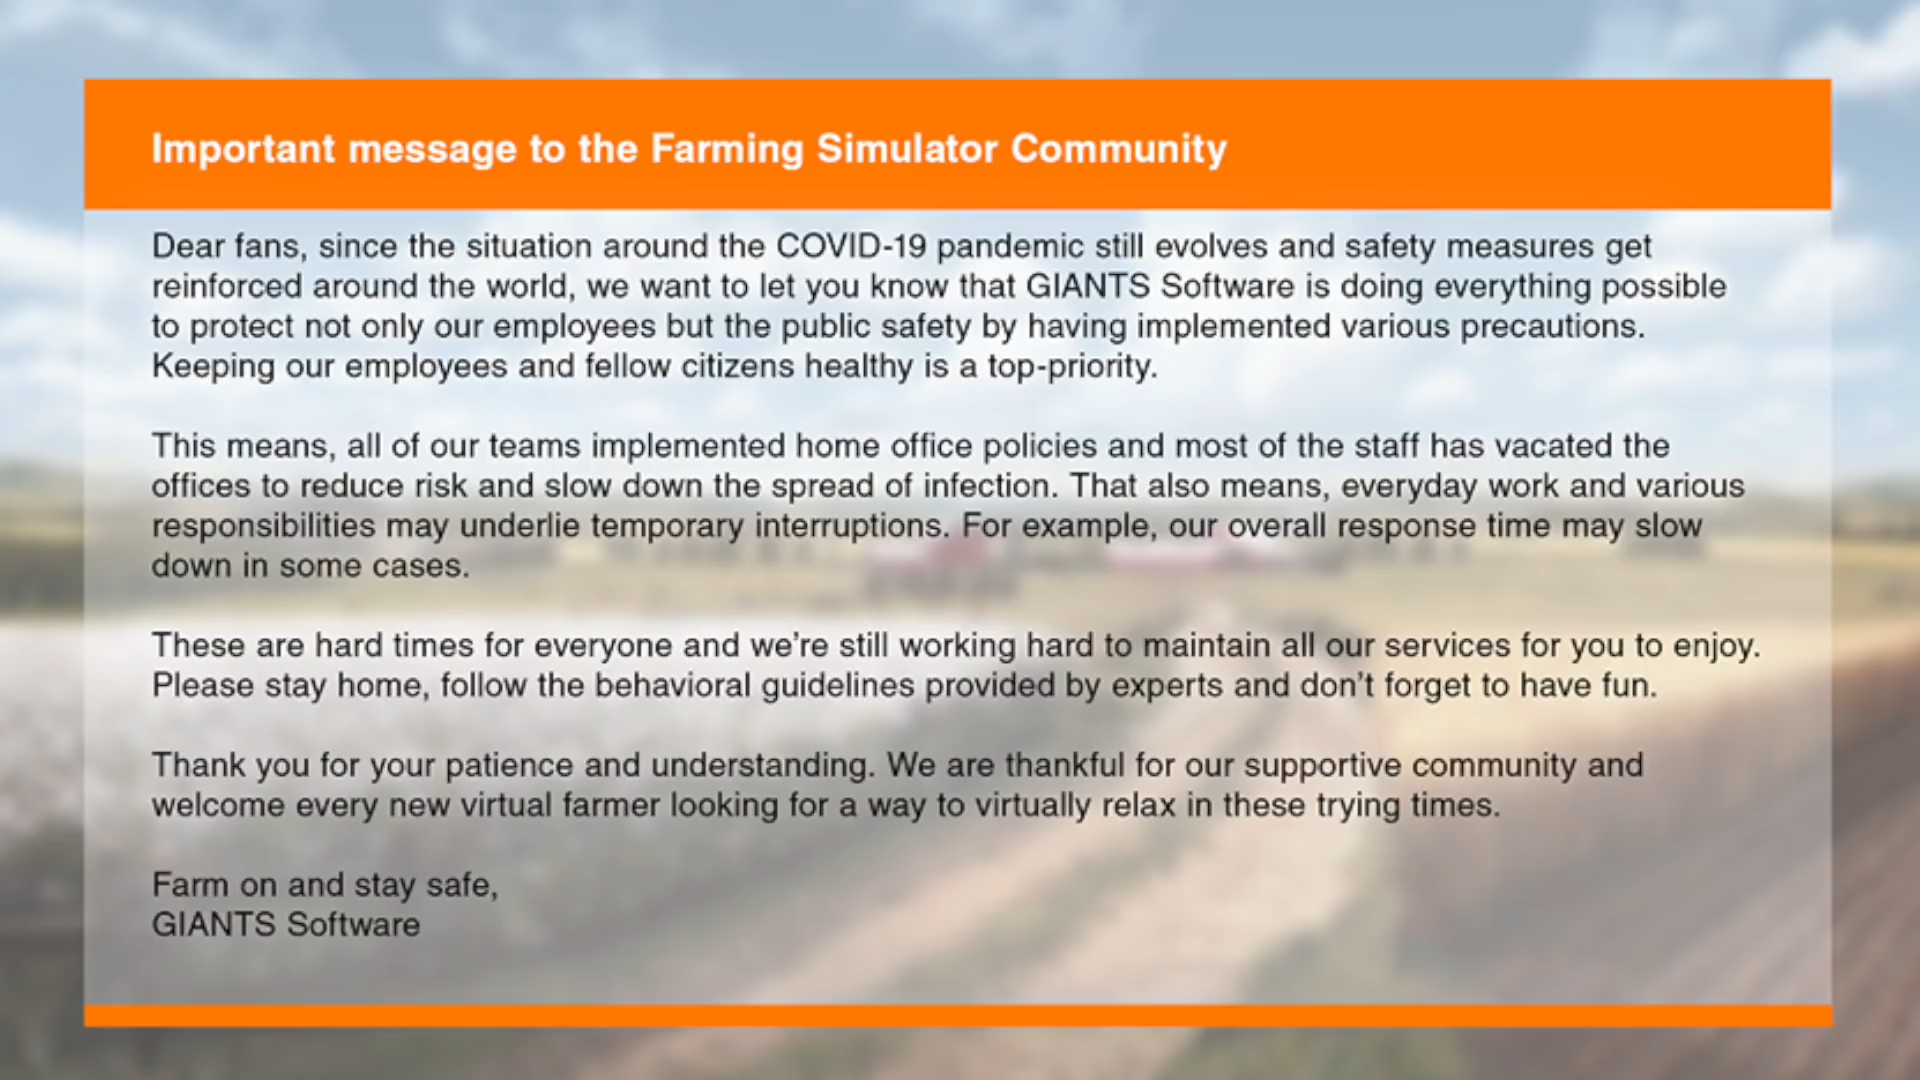 Important message to the Farming Simulator Community
Dear fans, since the situation around the COVID-19 pandemic still evolves and safety measures get
reinforced around the world, we want to let you know that GIANTS Software is doing everything possible
to protect not only our employees but the public safety by having implemented various precautions.
Keeping our employees and fellow citizens healthy is a top-priority.
This means, all of our teams implemented home office policies and most of the staff has vacated the
offices to reduce risk and slow down the spread of infection. That also means, everyday work and various
responsibilities may underlie temporary interruptions. For example, our overall response time may slow
down in some cases.
These are hard times for everyone and we’re still working hard to maintain all our services for you to enjoy.
Please stay home, follow the behavioral guidelines provided by experts and don’t forget to have fun.
Thank you for your patience and understanding. We are thankful for our supportive community and
welcome every new virtual farmer looking for a way to virtually relax in these trying times.
Farm on and stay safe,
GIANTS Software